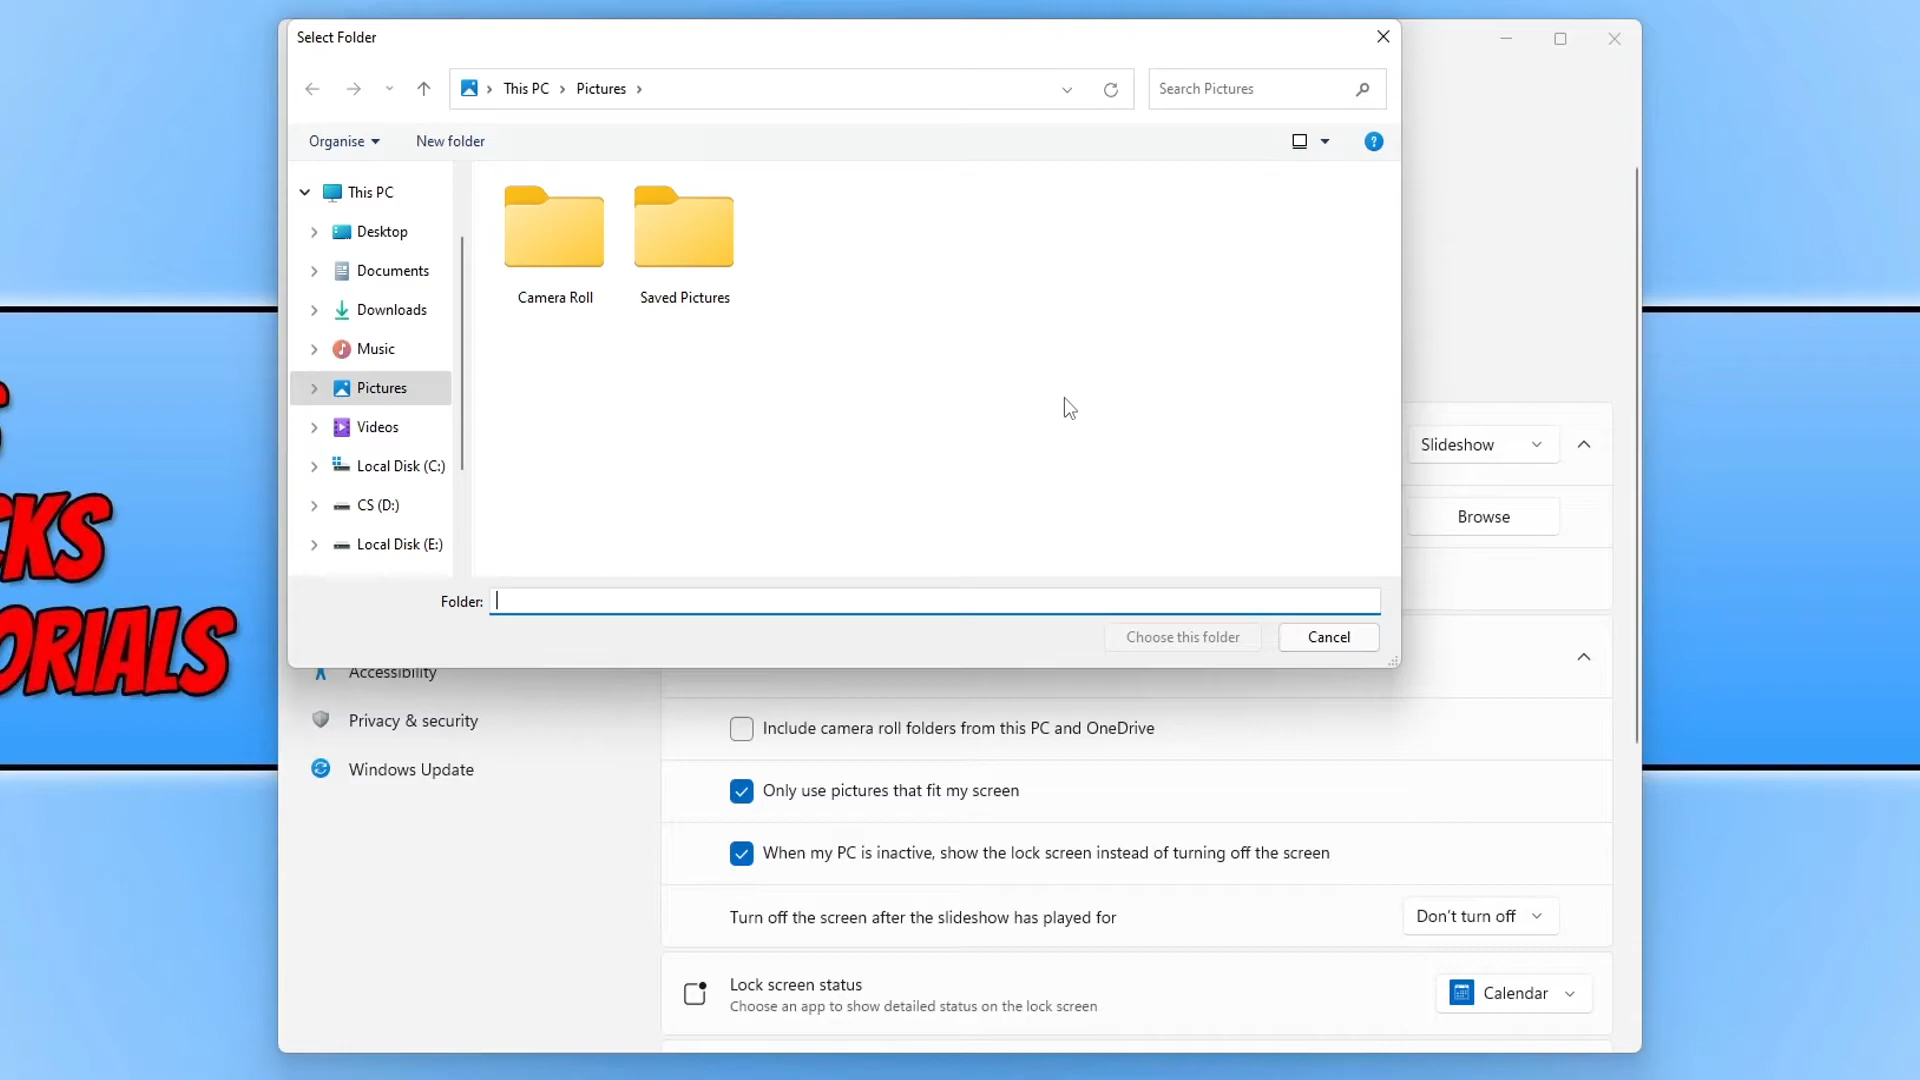 Select Folder
This PC
Pictures
Search Pictures
Organise
New folder
This PC
Desktop
Documents
Downloads
Music
Pictures
Videos
Local Disk (C:)
CS (D:)
Local Disk (E:)
Camera Roll
Saved Pictures
Folder:
Choose this folder
Cancel
Slideshow
Browse
Accessibility
Privacy & security
Windows Update
Include camera roll folders from this PC and OneDrive
Only use pictures that fit my screen
When my PC is inactive, show the lock screen instead of turning off the screen
Turn off the screen after the slideshow has played for
Don't turn off
Lock screen status
Choose an app to show detailed status on the lock screen
Calendar